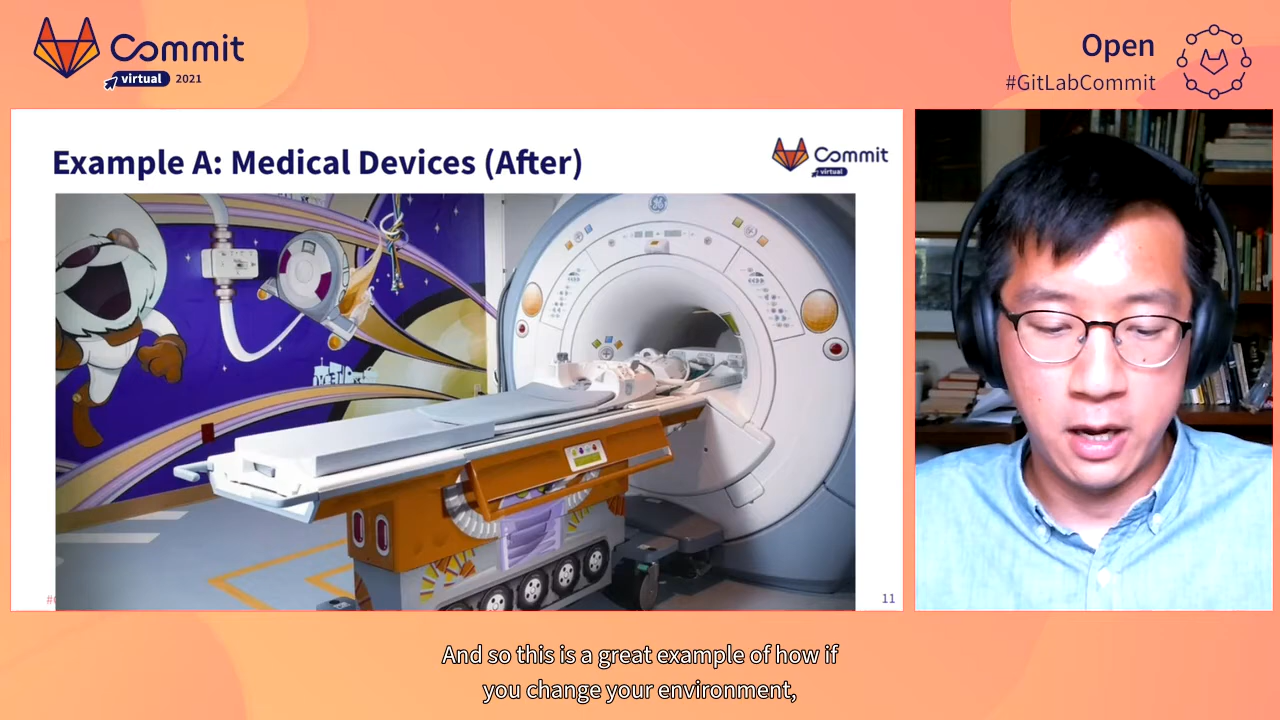 Commit
virtual 2021
Open
#GitLabCommit
Example A: Medical Devices (After)
Commit
virtual
GE
11
And so this is a great example of how if
you change your environment,